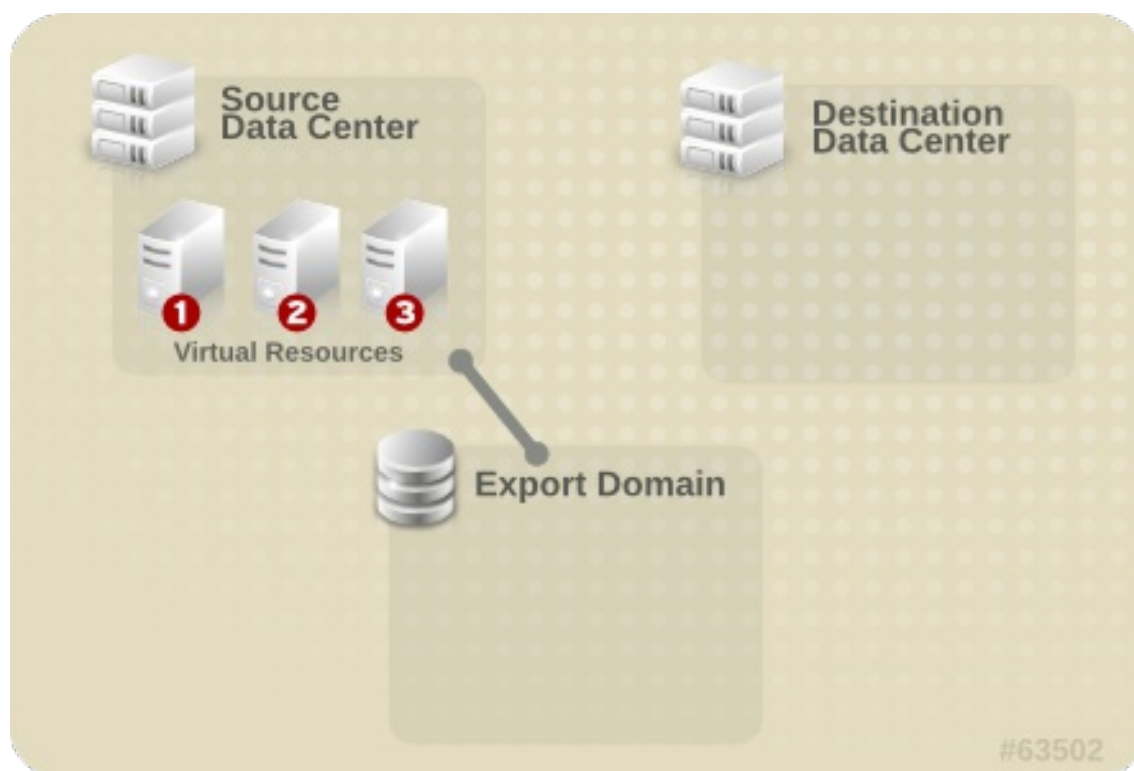 Source
Data Center
Destination
Data Center
1
2
3
Virtual Resources
Export Domain
#63502